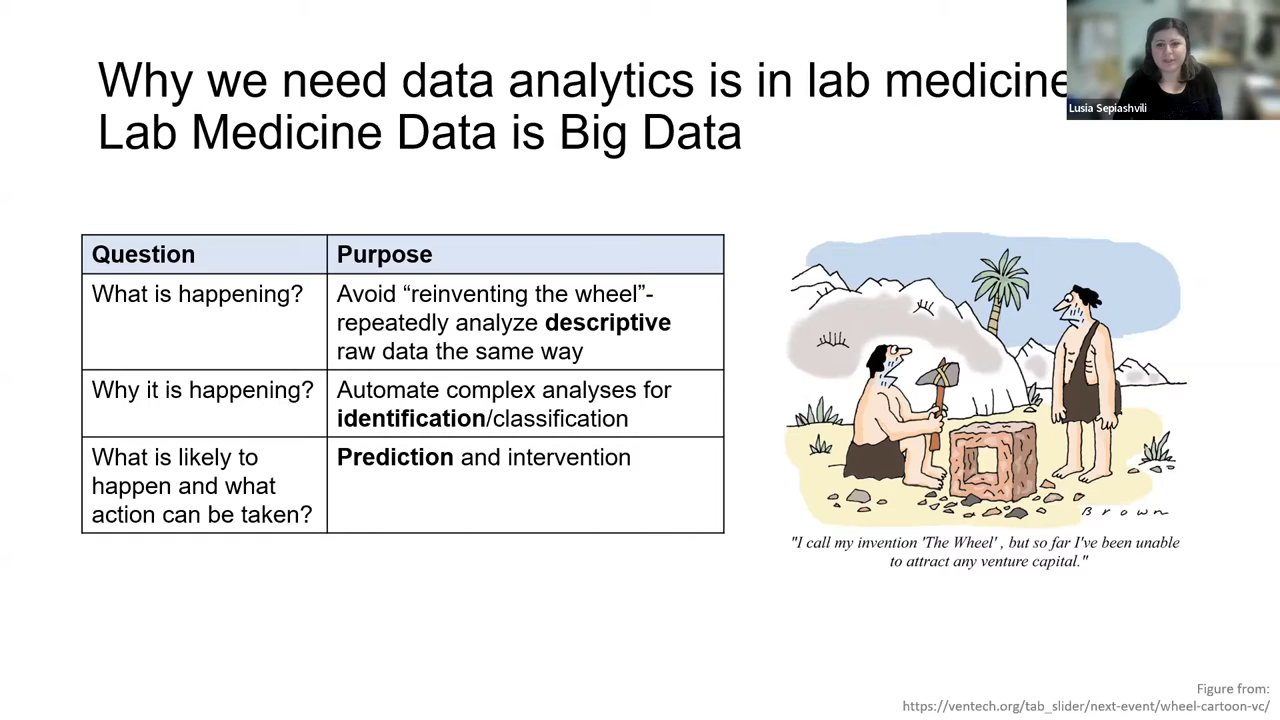 Why we need data analytics is in lab medicine
Lab Medicine Data is Big Data
Lusia Sepiashvili
Question
Purpose
What is happening?
Avoid “reinventing the wheel”-
repeatedly analyze descriptive
raw data the same way
Why it is happening?
Automate complex analyses for
identification/classification
What is likely to
happen and what
action can be taken?
Prediction and intervention
Brown
"I call my invention 'The Wheel' , but so far I've been unable
to attract any venture capital."
Figure from:
https://ventech.org/tab_slider/next-event/wheel-cartoon-vc/